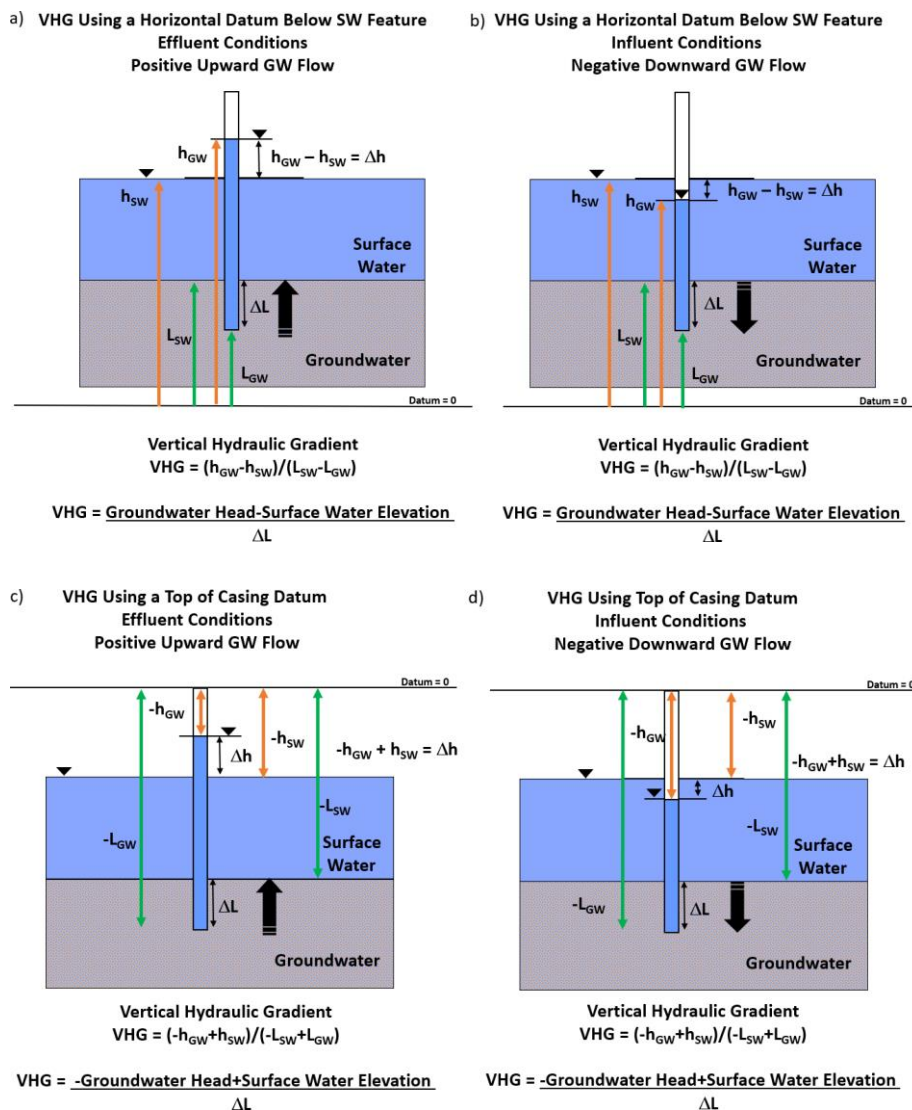 a) VHG Using a Horizontal Datum Below SW Feature
Effluent Conditions
Positive Upward GW Flow
hGW
hGW – hSW = Δh
hSW
Surface
Water
ΔL
LSW
Groundwater
LGW
Datum = 0
Vertical Hydraulic Gradient
VHG = (hGW-hSW)/(LSW-LGW)
VHG = Groundwater Head-Surface Water Elevation
ΔL
b) VHG Using a Horizontal Datum Below SW Feature
Influent Conditions
Negative Downward GW Flow
hGW – hSW = Δh
hSW
hGW
Surface
Water
ΔL
LSW
Groundwater
LGW
Datum = 0
Vertical Hydraulic Gradient
VHG = (hGW-hSW)/(LSW-LGW)
VHG = Groundwater Head-Surface Water Elevation
ΔL
c) VHG Using a Top of Casing Datum
Effluent Conditions
Positive Upward GW Flow
Datum = 0
-hGW
-hSW
Δh
-hGW + hSW = Δh
-LSW
-LGW
Surface
Water
ΔL
Groundwater
Vertical Hydraulic Gradient
VHG = (-hGW+hSW)/(-LSW+LGW)
VHG = -Groundwater Head+Surface Water Elevation
ΔL
d) VHG Using Top of Casing Datum
Influent Conditions
Negative Downward GW Flow
Datum = 0
-hSW
-hGW
-hGW+hSW = Δh
Δh
-LSW
Surface
Water
-LGW
ΔL
Groundwater
Vertical Hydraulic Gradient
VHG = (-hGW+hSW)/(-LSW+LGW)
VHG = -Groundwater Head+Surface Water Elevation
ΔL